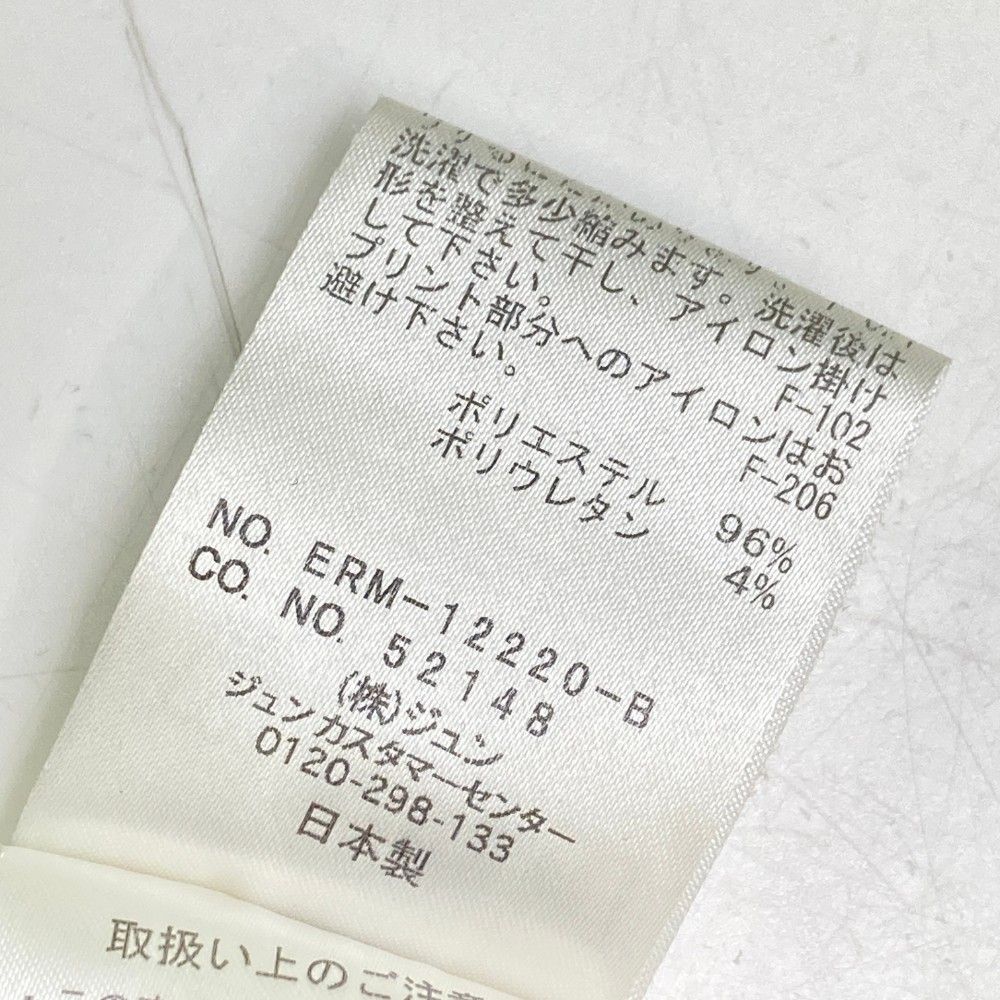 洗濯で多少縮みます。洗濯後は
形を整えて干し、アイロン掛け
して下さい。 F-102
プリント部分へのアイロンはお
避け下さい。 F-206
ポリエステル 96%
ポリウレタン 4%
NO. ERM-12220-B
CO. NO. 52148
(株)ジュン
ジュンカスタマーセンター
0120-298-133
日本製
取扱い上のご注意